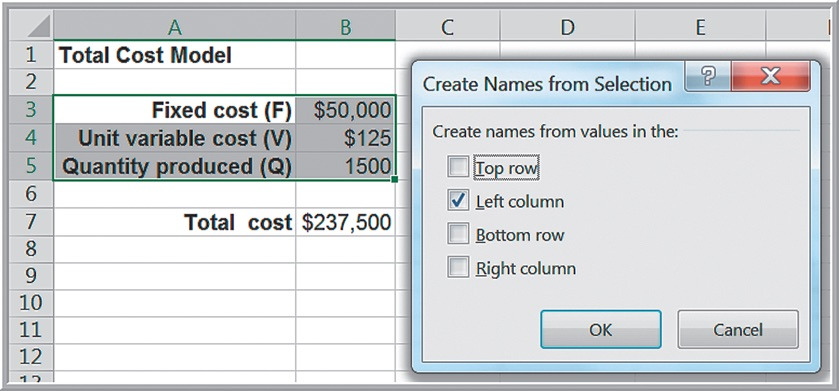 A B C D E
1 Total Cost Model
2
3 Fixed cost (F) $50,000
4 Unit variable cost (V) $125
5 Quantity produced (Q) 1500
6
7 Total cost $237,500
8
9
10
11
12
13
Create Names from Selection
Create names from values in the:
Top row
Left column
Bottom row
Right column
OK Cancel